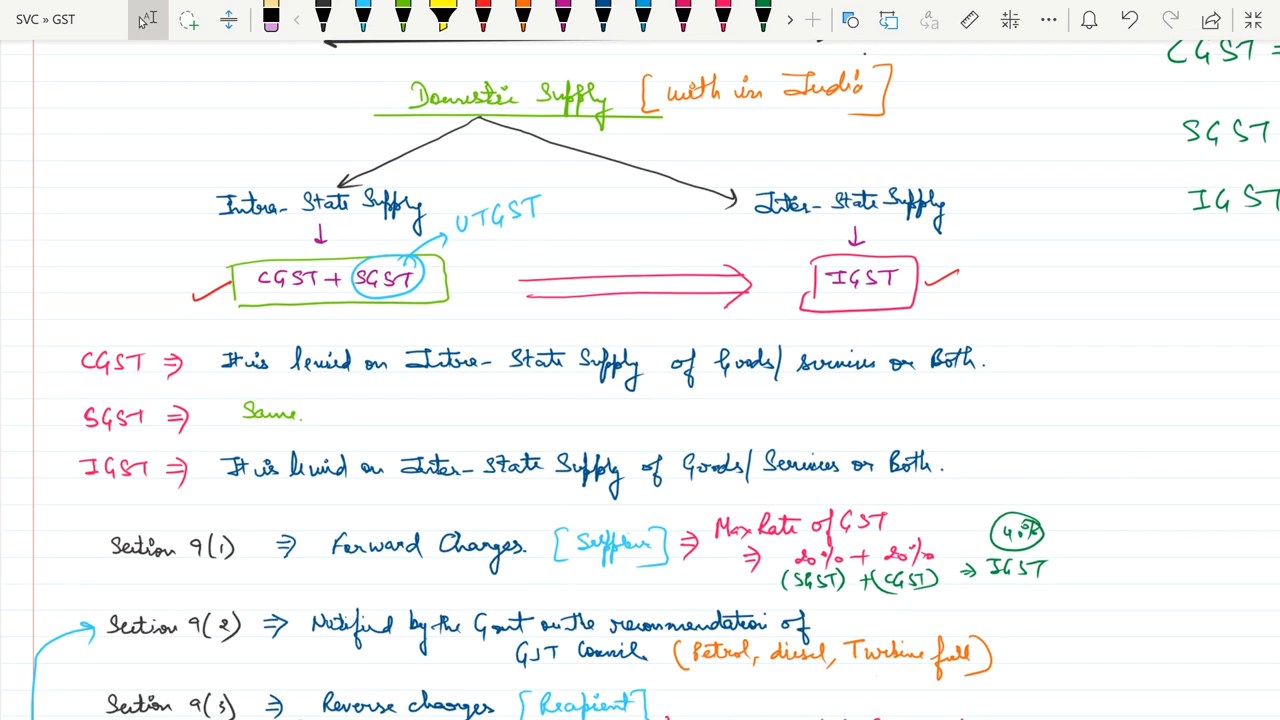 SVC » GST
CGST =
Domestic Supply [with in India]
SGST
Intra-State Supply
UTGST
Inter-State Supply
IGST
CGST + SGST
IGST
CGST ⇒ It is levied on Intra-State Supply of Goods/services or Both.
SGST ⇒ Same.
IGST ⇒ It is levied on Inter-State Supply of Goods/Services or Both.
Section 9(1) ⇒ Forward Charges. [Supplier] ⇒ Max Rate of GST
⇒ 20% + 20% 40%
(SGST) + (CGST) ⇒ IGST
Section 9(2) ⇒ Notified by the Govt on the recommendation of
GST Council. (Petrol, diesel, Turbine full)
Section 9(3) ⇒ Reverse charges [Reapient]